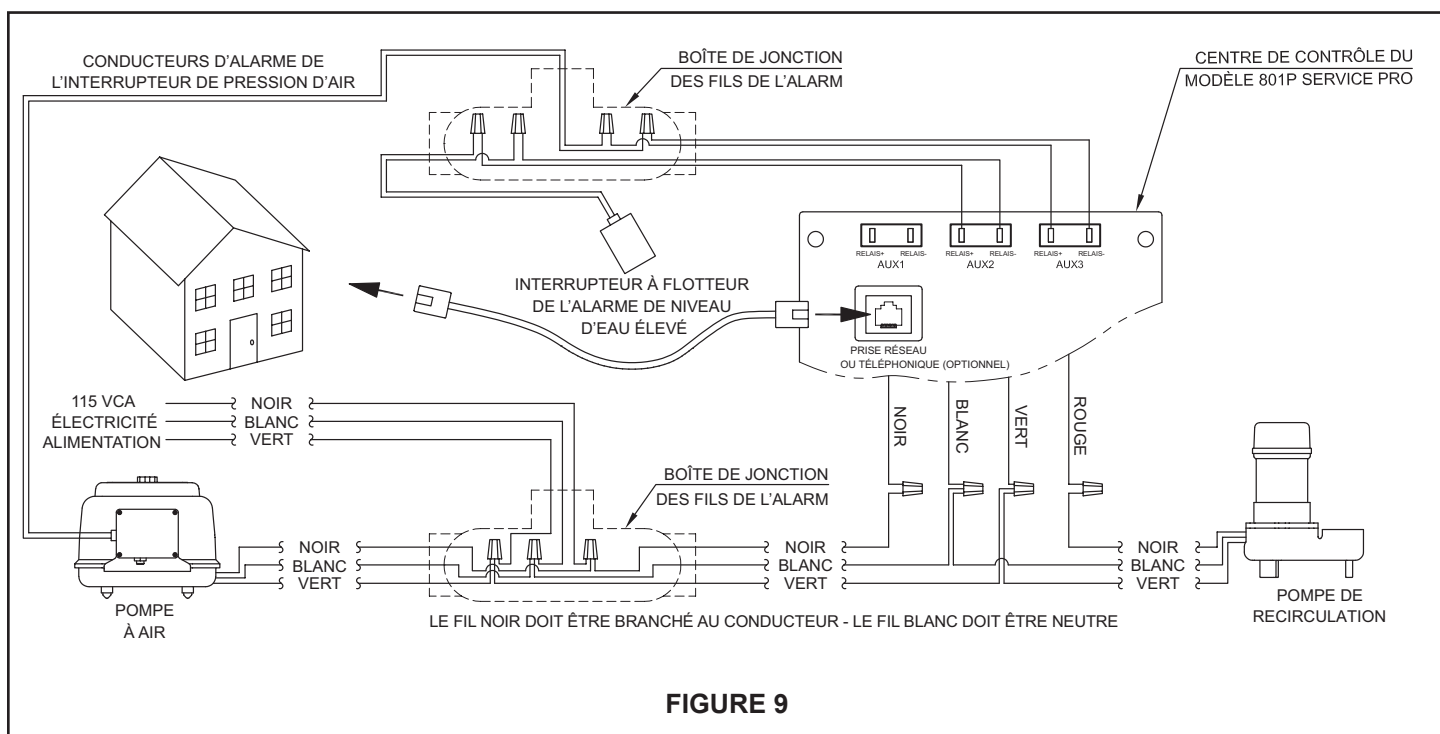 CONDUCTEURS D'ALARME DE
L'INTERRUPTEUR DE PRESSION D'AIR
BOÎTE DE JONCTION
DES FILS DE L'ALARM
CENTRE DE CONTRÔLE DU
MODÈLE 801P SERVICE PRO
RELAIS+ RELAIS-
AUX1
RELAIS+ RELAIS-
AUX2
RELAIS+ RELAIS-
AUX3
INTERRUPTEUR À FLOTTEUR
DE L'ALARME DE NIVEAU
D'EAU ÉLEVÉ
PRISE RÉSEAU
OU TÉLÉPHONIQUE (OPTIONNEL)
115 VCA
ÉLECTRICITÉ
ALIMENTATION
NOIR
BLANC
VERT
NOIR
BLANC
VERT
ROUGE
BOÎTE DE JONCTION
DES FILS DE L'ALARM
NOIR
BLANC
VERT
NOIR
BLANC
VERT
NOIR
BLANC
VERT
POMPE
À AIR
POMPE DE
RECIRCULATION
LE FIL NOIR DOIT ÊTRE BRANCHÉ AU CONDUCTEUR - LE FIL BLANC DOIT ÊTRE NEUTRE
FIGURE 9